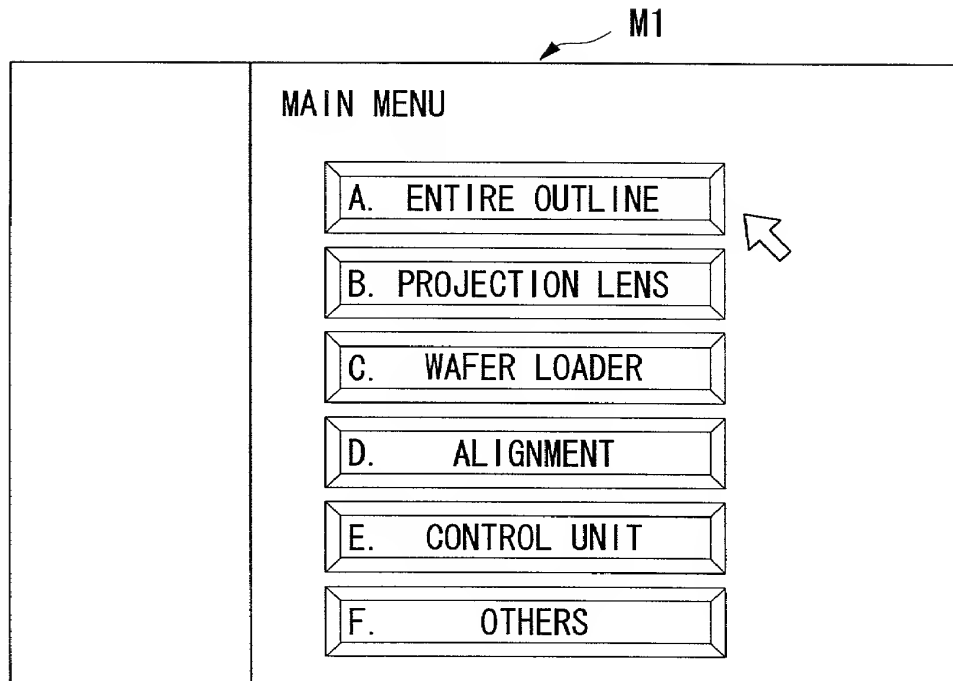 M1
MAIN MENU
A. ENTIRE OUTLINE
B. PROJECTION LENS
C. WAFER LOADER
D. ALIGNMENT
E. CONTROL UNIT
F. OTHERS